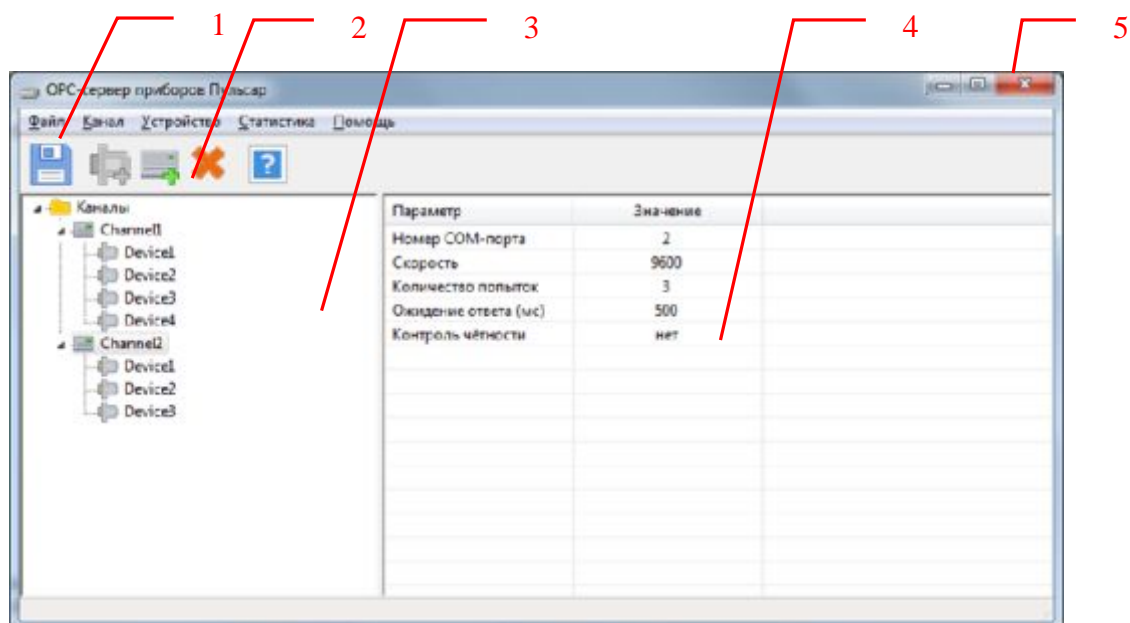 1 2 3 4 5
OPC-сервер приборов Пульсар
Файл Канал Устройство Статистика Помощь
?
Каналы
Channel1
Device1
Device2
Device3
Device4
Channel2
Device1
Device2
Device3
Параметр Значение
Номер COM-порта 2
Скорость 9600
Количество попыток 3
Ожидение ответа (мс) 500
Контроль чётности нет